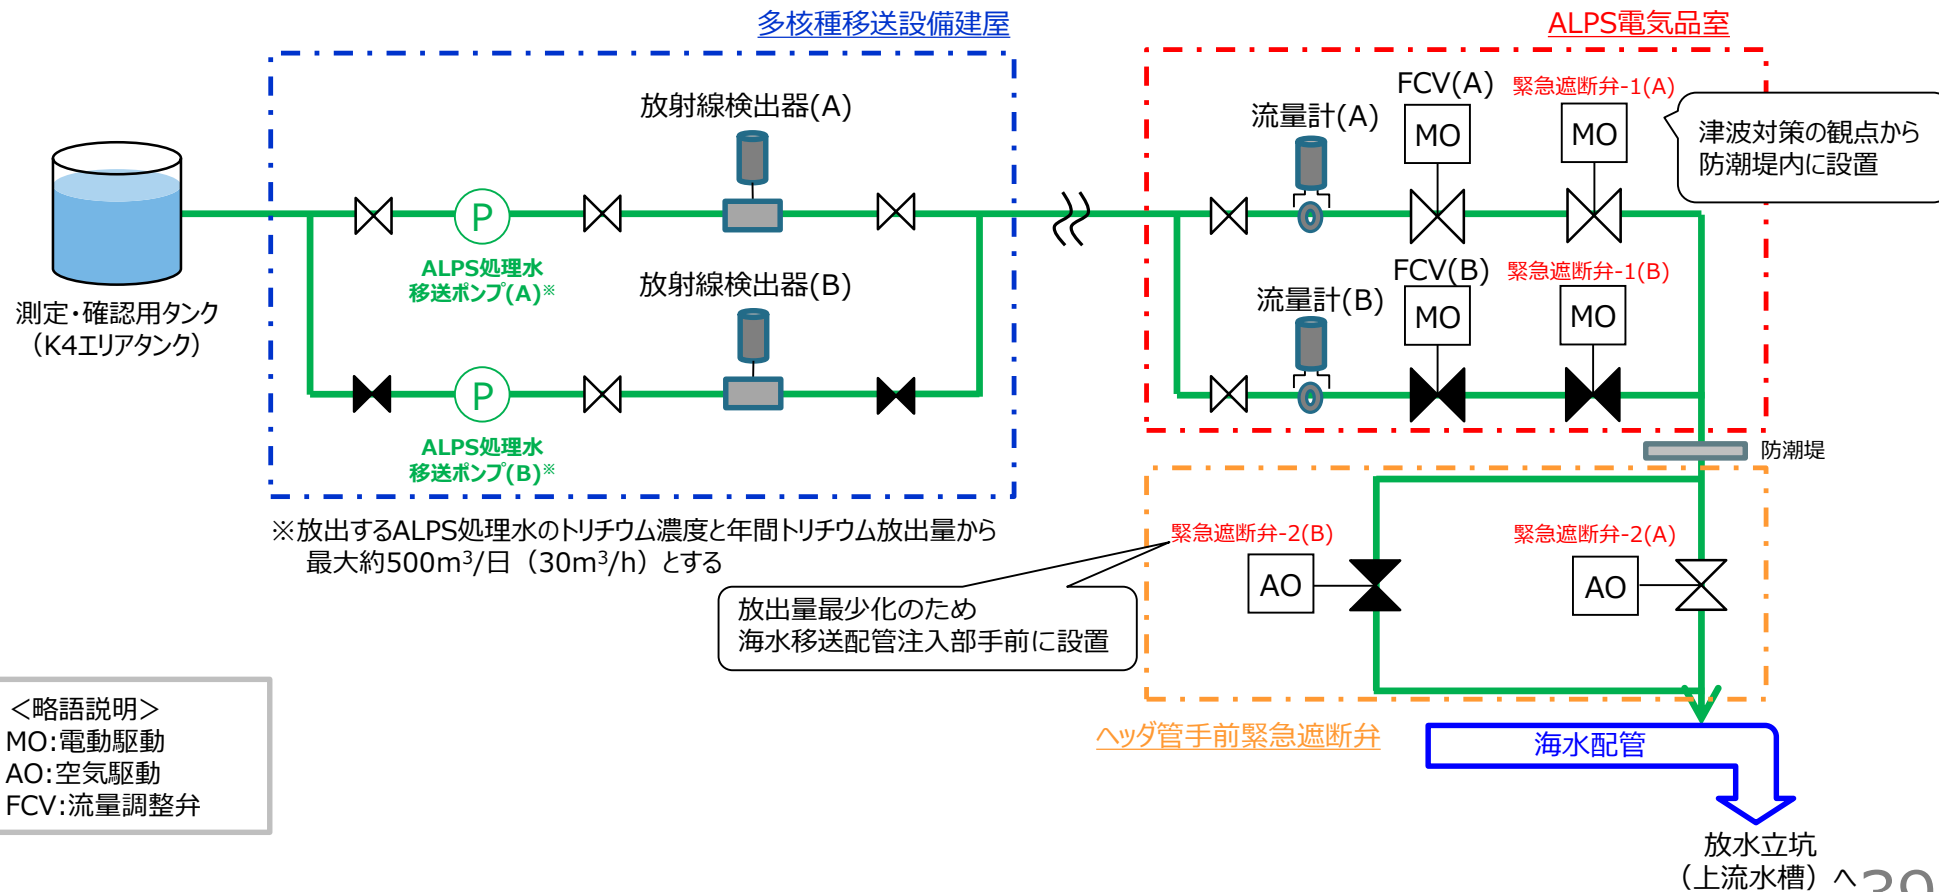 多核種移送設備建屋
ALPS電気品室
放射線検出器(A)
流量計(A)
FCV(A)
緊急遮断弁-1(A)
MO
MO
津波対策の観点から
防潮堤内に設置
P
ALPS処理水
移送ポンプ(A)※
放射線検出器(B)
流量計(B)
FCV(B)
緊急遮断弁-1(B)
MO
MO
測定・確認用タンク
（K4エリアタンク）
P
ALPS処理水
移送ポンプ(B)※
防潮堤
※放出するALPS処理水のトリチウム濃度と年間トリチウム放出量から
最大約500m³/日（30m³/h）とする
緊急遮断弁-2(B)
緊急遮断弁-2(A)
AO
AO
放出量最少化のため
海水移送配管注入部手前に設置
ヘッダ管手前緊急遮断弁
海水配管
＜略語説明＞
MO:電動駆動
AO:空気駆動
FCV:流量調整弁
放水立坑
（上流水槽）へ
39